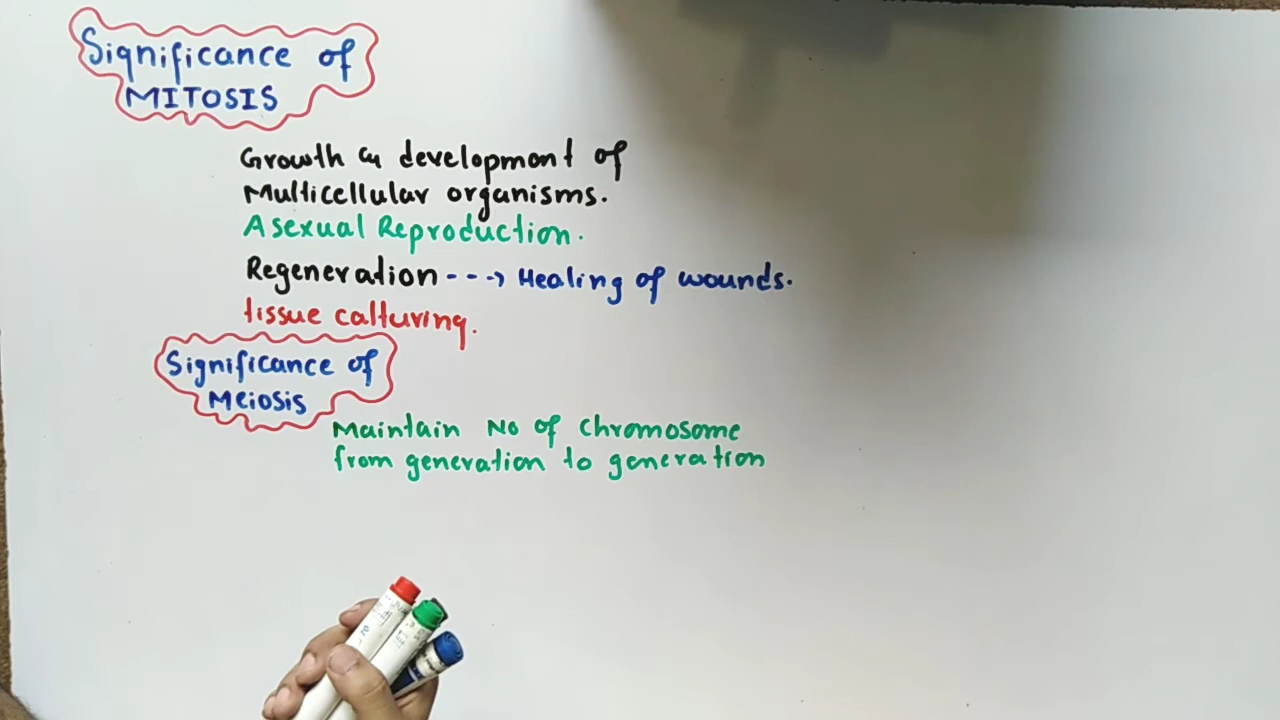 Significance of
MITOSIS
Growth & development of
Multicellular organisms.
Asexual Reproduction.
Regeneration ---> Healing of wounds.
tissue calturing.
Significance of
Meiosis
Maintain No of chromosome
from generation to generation